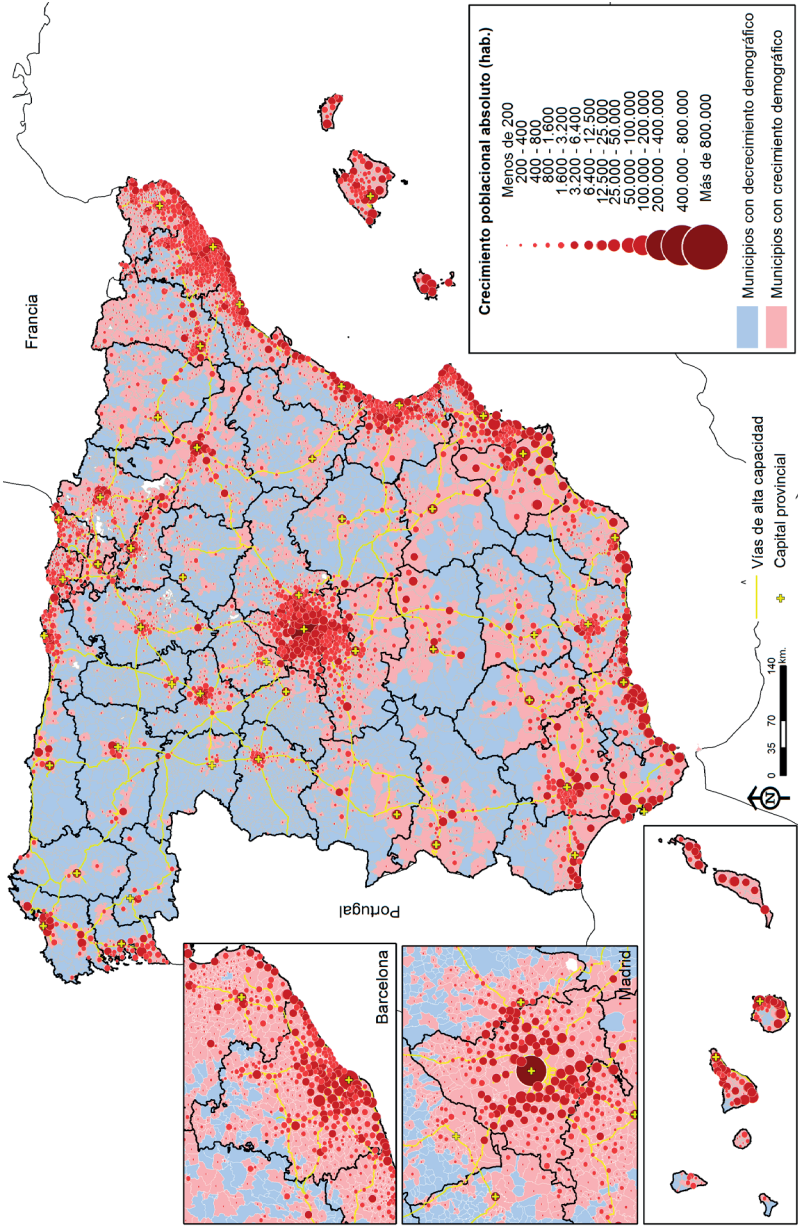 Francia
Portugal
Barcelona
Madrid
Crecimiento poblacional absoluto (hab.)
Menos de 200
200 - 400
400 - 800
800 - 1.600
1.600 - 3.200
3.200 - 6.400
6.400 - 12.500
12.500 - 25.000
25.000 - 50.000
50.000 - 100.000
100.000 - 200.000
200.000 - 400.000
400.000 - 800.000
Más de 800.000
Municipios con decrecimiento demográfico
Municipios con crecimiento demográfico
Vías de alta capacidad
Capital provincial
N
0 35 70 140
km.